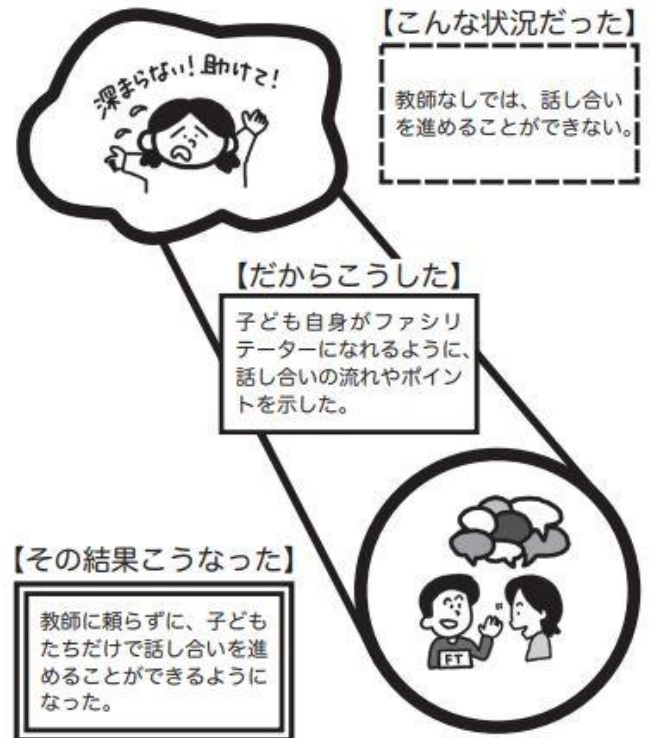 【こんな状況だった】
深まらない!助けて!
教師なしでは、話し合い
を進めることができない。
【だからこうした】
子ども自身がファシリ
テーターになれるように、
話し合いの流れやポイン
トを示した。
【その結果こうなった】
教師に頼らずに、子ども
たちだけで話し合いを進
めることができるように
なった。
FT